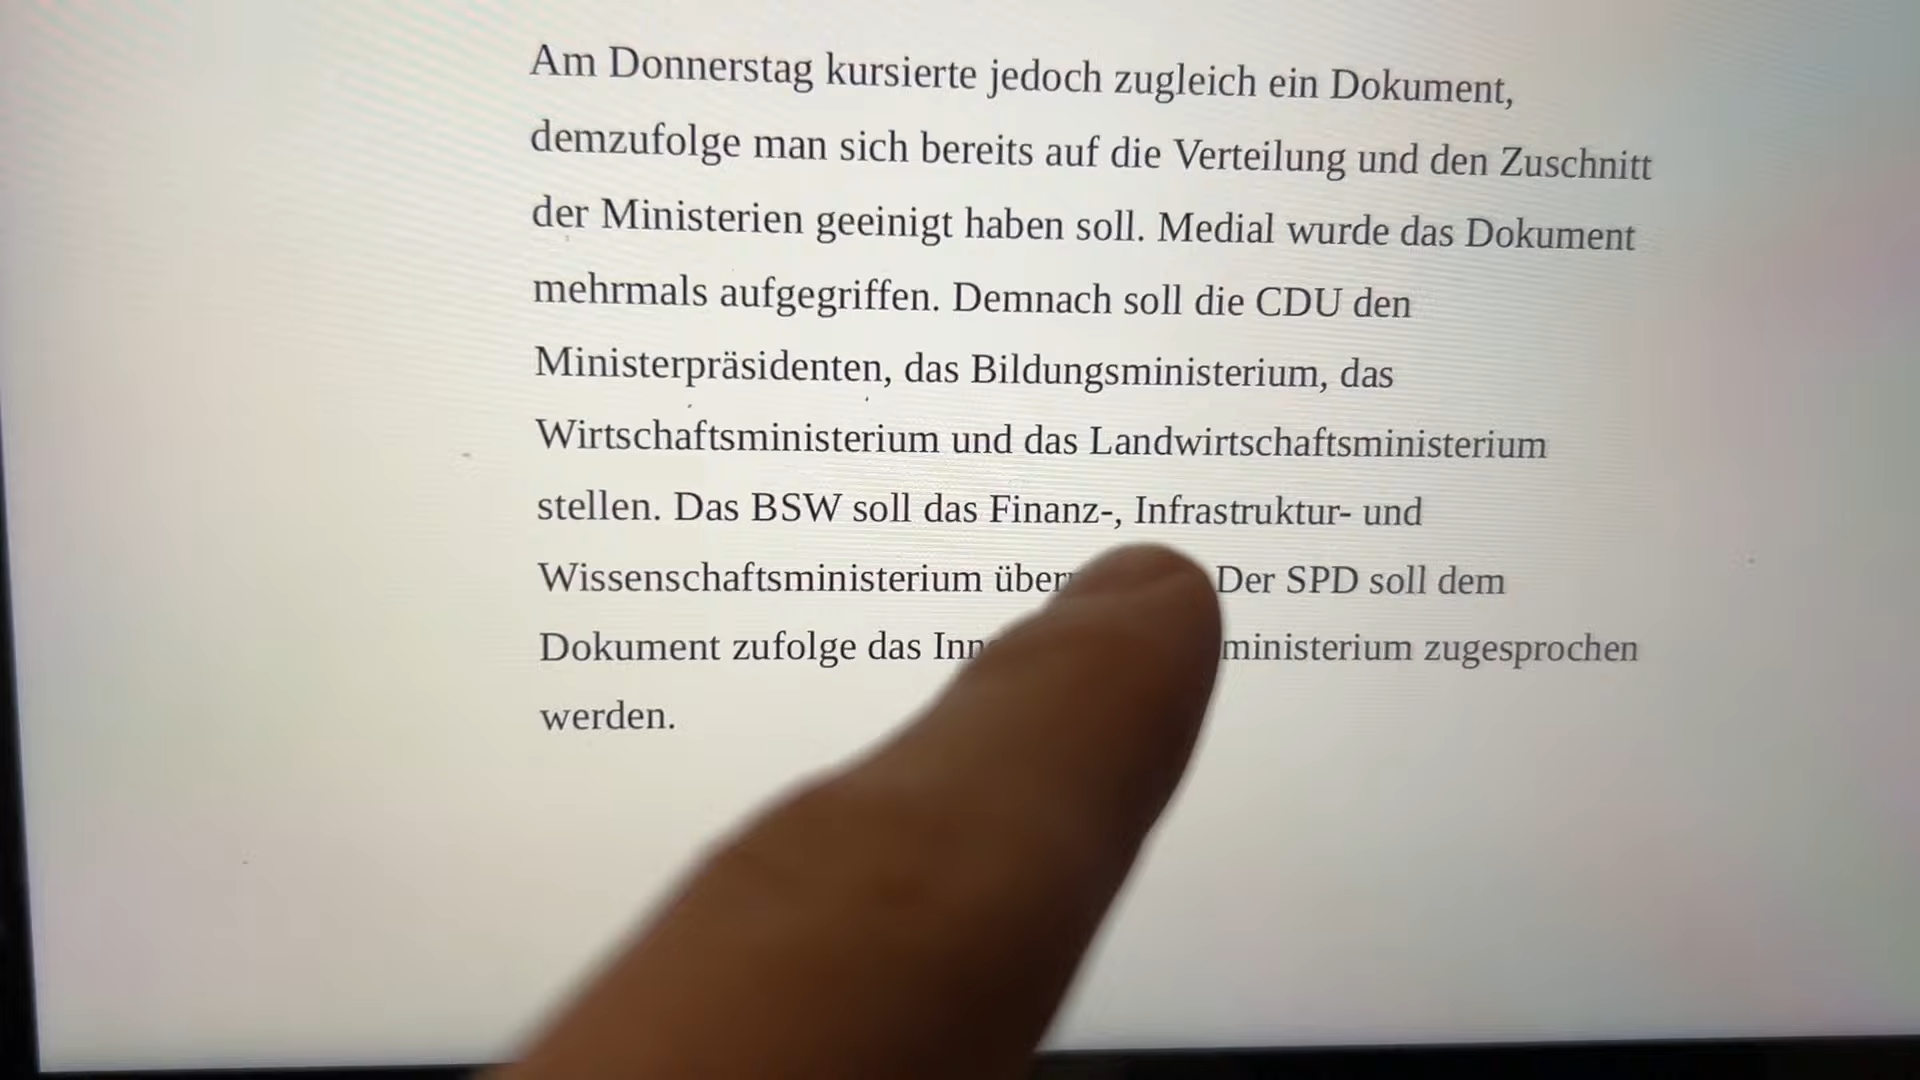 Am Donnerstag kursierte jedoch zugleich ein Dokument,
demzufolge man sich bereits auf die Verteilung und den Zuschnitt
der Ministerien geeinigt haben soll. Medial wurde das Dokument
mehrmals aufgegriffen. Demnach soll die CDU den
Ministerpräsidenten, das Bildungsministerium, das
Wirtschaftsministerium und das Landwirtschaftsministerium
stellen. Das BSW soll das Finanz-, Infrastruktur- und
Wissenschaftsministerium Der SPD soll dem
Dokument zufolge das zugesprochen
werden.